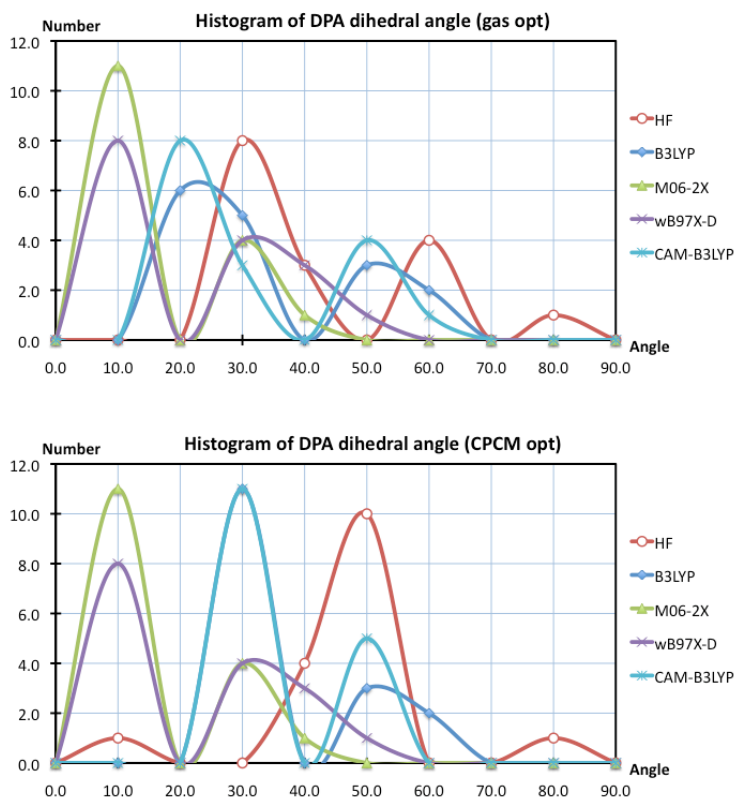 Number
Histogram of DPA dihedral angle (gas opt)
12.0
10.0
8.0
6.0
4.0
2.0
0.0
0.0 10.0 20.0 30.0 40.0 50.0 60.0 70.0 80.0 90.0
Angle
HF
B3LYP
M06-2X
wB97X-D
CAM-B3LYP
Number
Histogram of DPA dihedral angle (CPCM opt)
12.0
10.0
8.0
6.0
4.0
2.0
0.0
0.0 10.0 20.0 30.0 40.0 50.0 60.0 70.0 80.0 90.0
Angle
HF
B3LYP
M06-2X
wB97X-D
CAM-B3LYP